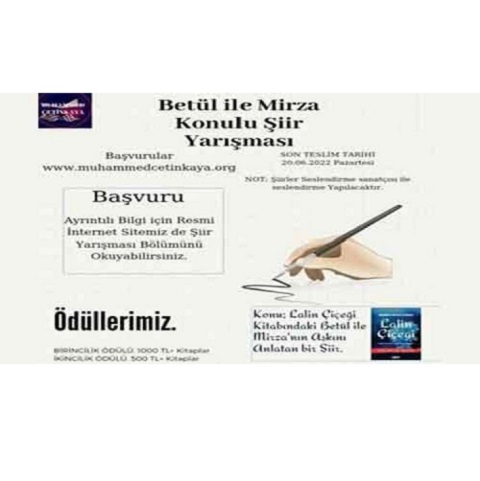 MUHAMMED
ÇETİNKAYA
Betül ile Mirza
Konulu Şiir
Yarışması
Başvurular
www.muhammedcetinkaya.org
SON TESLİM TARİHİ
20.06.2022 Pazartesi
NOT: Şiirler Seslendirme sanatçısı ile
seslendirme Yapılacaktır.
Başvuru
Ayrıntılı Bilgi için Resmi
İnternet Sitemiz de Şiir
Yarışması Bölümünü
Okuyabilirsiniz.
Ödüllerimiz.
BİRİNCİLİK ÖDÜLÜ 1000 TL+ Kitaplar
İKİNCİLİK ÖDÜLÜ 500 TL+ Kitaplar
Konu; Lalin Çiçeği
Kitabındaki Betül ile
Mirza'nın Aşkını
Anlatan bir Şiir.
Lalin
Çiçeği